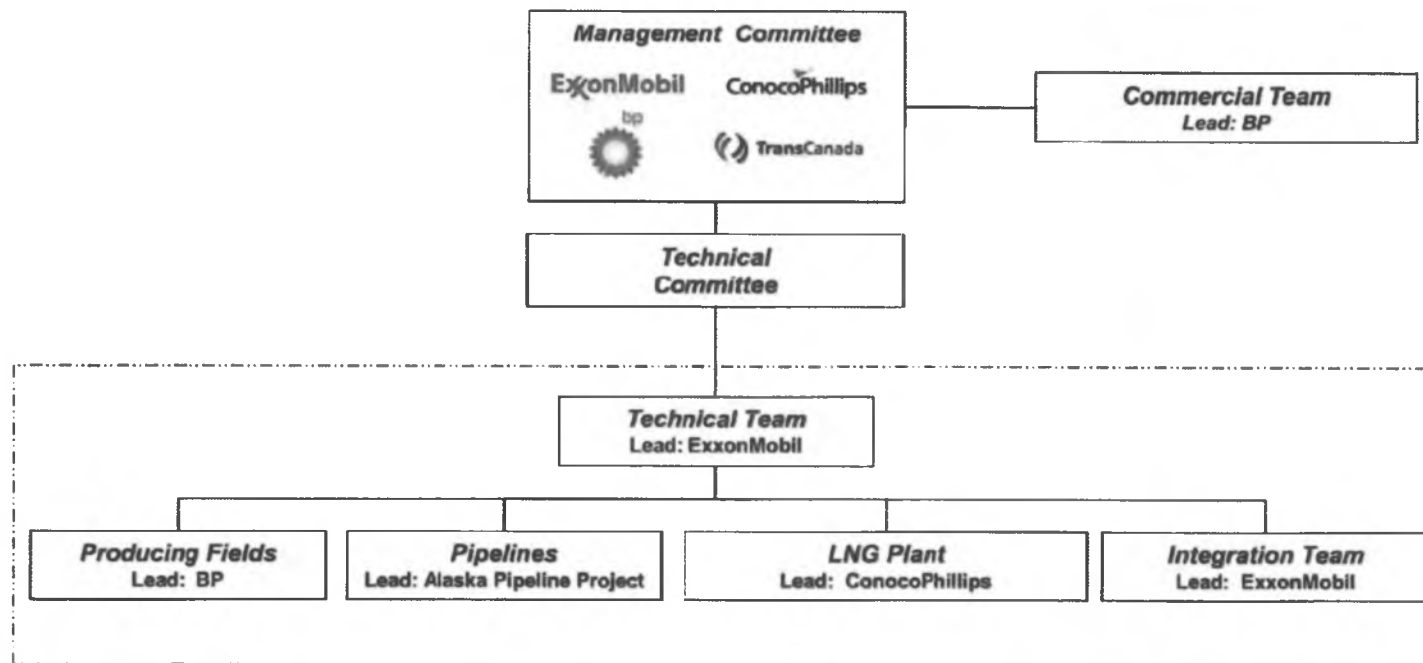 Management Committee
ExxonMobil
ConocoPhillips
bp
TransCanada
Commercial Team
Lead: BP
Technical
Committee
Technical Team
Lead: ExxonMobil
Producing Fields
Lead: BP
Pipelines
Lead: Alaska Pipeline Project
LNG Plant
Lead: ConocoPhillips
Integration Team
Lead: ExxonMobil